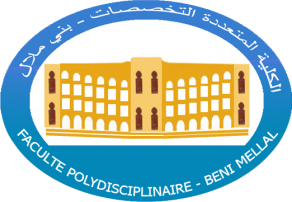 الكلية المتعددة التخصصات - بني ملال
FACULTE POLYDISCIPLINAIRE - BENI MELLAL